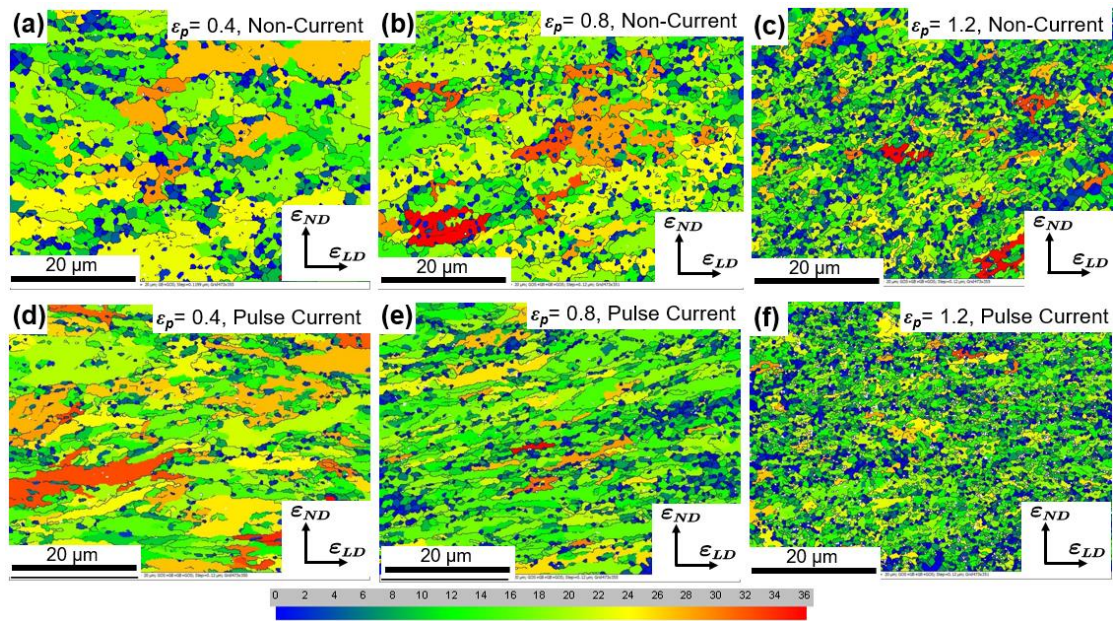 (a) εp= 0.4, Non-Current
εND
εLD
20 µm
(b) εp= 0.8, Non-Current
εND
εLD
20 µm
(c) εp= 1.2, Non-Current
εND
εLD
20 µm
(d) εp= 0.4, Pulse Current
εND
εLD
20 µm
(e) εp= 0.8, Pulse Current
εND
εLD
20 µm
(f) εp= 1.2, Pulse Current
εND
εLD
20 µm
0 2 4 6 8 10 12 14 16 18 20 22 24 26 28 30 32 34 36